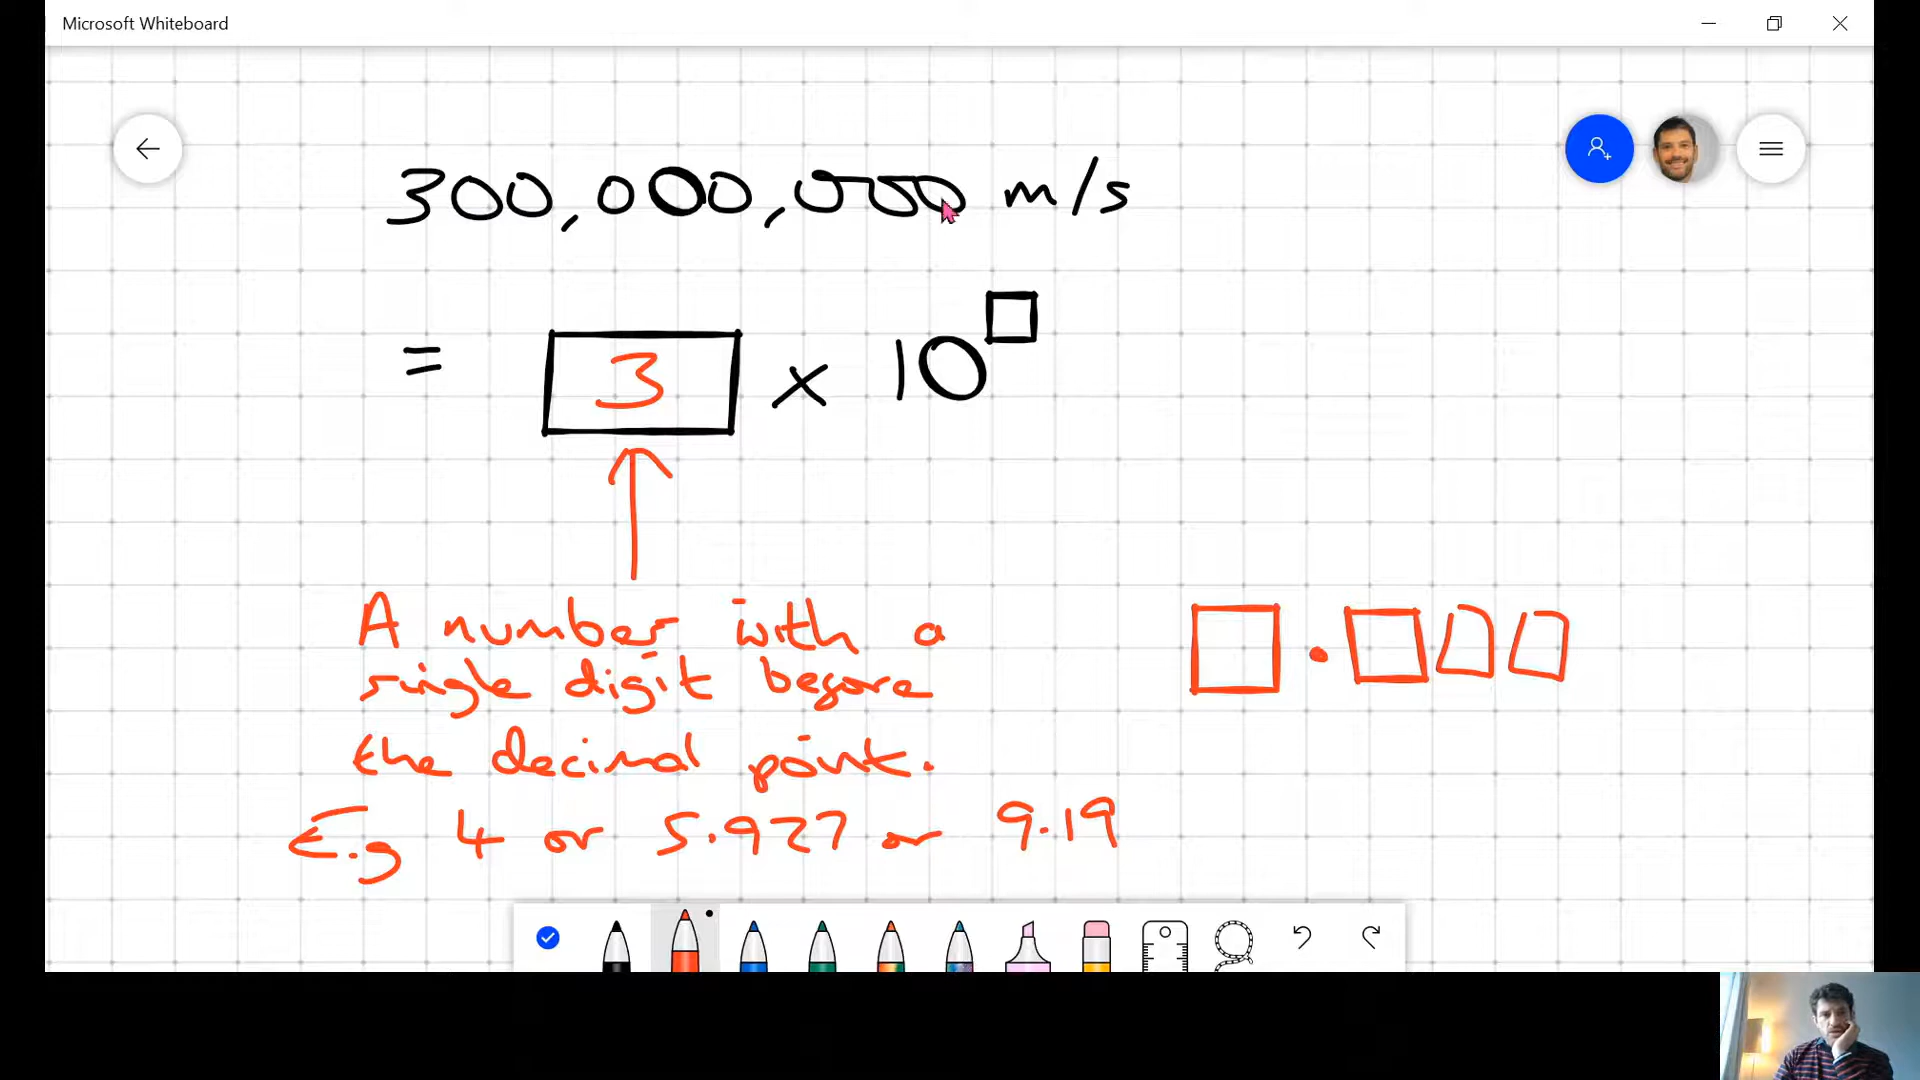 Microsoft Whiteboard
300,000,000 m/s
= 3 × 10
A number with a
single digit before
the decimal point.
E.g 4 or 5.927 or 9.19